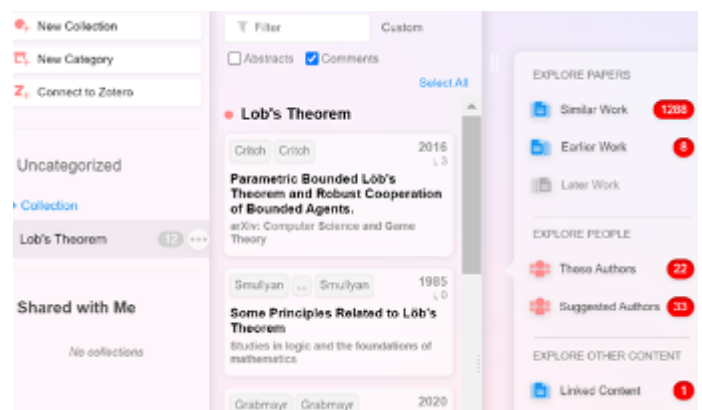 New Collection
New Category
Connect to Zotero
Uncategorized
+ Collection
Lob's Theorem 12
Shared with Me
No collections
Filter Custom
Abstracts Comments
Select All
Lob's Theorem
Critch Critch 2016
3
Parametric Bounded Löb's
Theorem and Robust Cooperation
of Bounded Agents.
arXiv: Computer Science and Game
Theory
Smullyan ... Smullyan 1985
0
Some Principles Related to Löb's
Theorem
Studies in logic and the foundations of
mathematics
Grabmayr Grabmayr 2020
EXPLORE PAPERS
Similar Work 1288
Earlier Work 8
Later Work
EXPLORE PEOPLE
These Authors 22
Suggested Authors 33
EXPLORE OTHER CONTENT
Linked Content 1